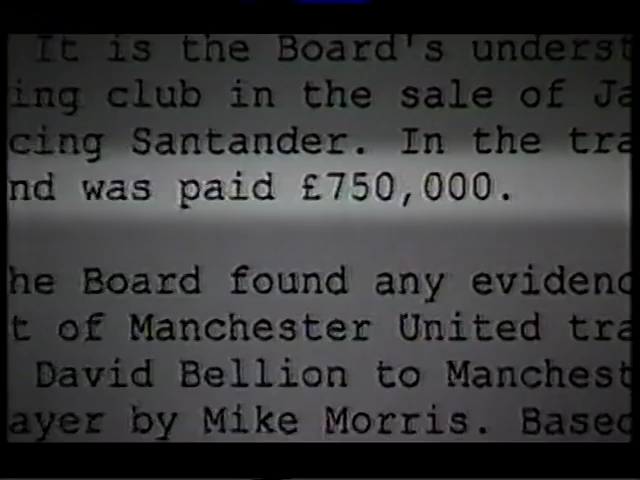 It is the Board's underst
ing club in the sale of Ja
cing Santander. In the tra
nd was paid £750,000.
he Board found any evidenc
t of Manchester United tra
David Bellion to Manchest
ayer by Mike Morris. Based